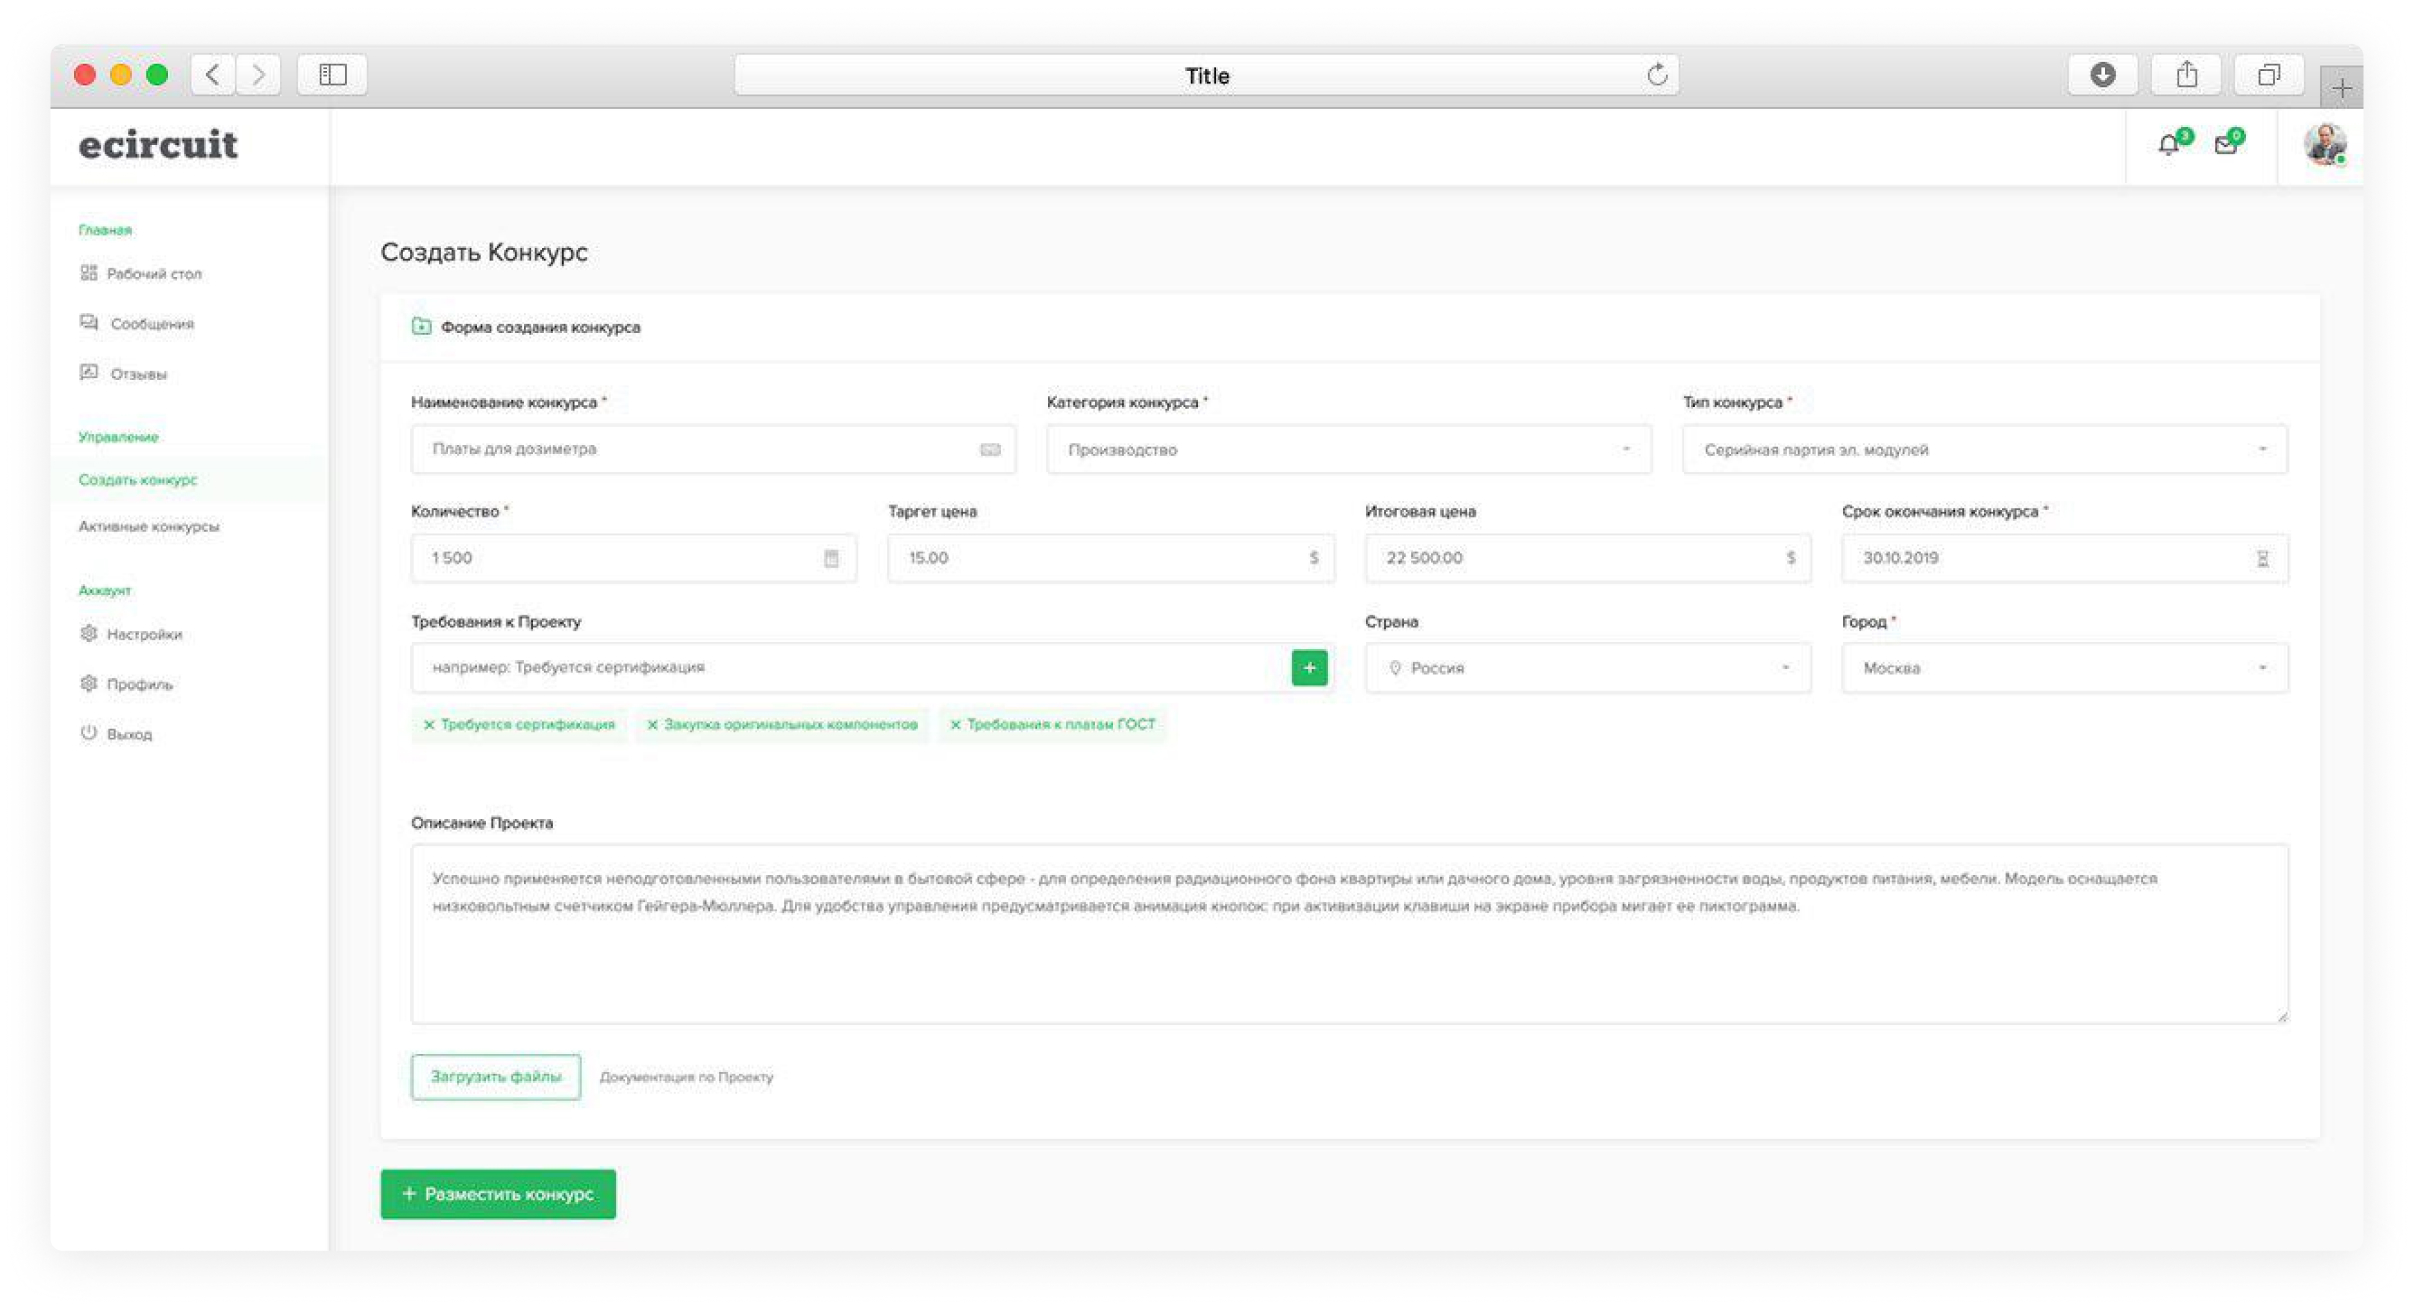 Title
ecircuit
3
0
Главная
Рабочий стол
Сообщения
Отзывы
Управление
Создать конкурс
Активные конкурсы
Аккаунт
Настройки
Профиль
Выход
Создать Конкурс
Форма создания конкурса
Наименование конкурса *
Категория конкурса *
Тип конкурса *
Платы для дозиметра
Производство
Серийная партия эл. модулей
Количество *
Таргет цена
Итоговая цена
Срок окончания конкурса *
1 500
15.00
$
22 500.00
$
30.10.2019
Требования к Проекту
Страна
Город *
например: Требуется сертификация
+
Россия
Москва
× Требуется сертификация
× Закупка оригинальных компонентов
× Требования к платам ГОСТ
Описание Проекта
Успешно применяется неподготовленными пользователями в бытовой сфере - для определения радиационного фона квартиры или дачного дома, уровня загрязненности воды, продуктов питания, мебели. Модель оснащается
низковольтным счетчиком Гейгера-Мюллера. Для удобства управления предусматривается анимация кнопок: при активизации клавиши на экране прибора мигает ее пиктограмма.
Загрузить файлы
Документация по Проекту
+ Разместить конкурс